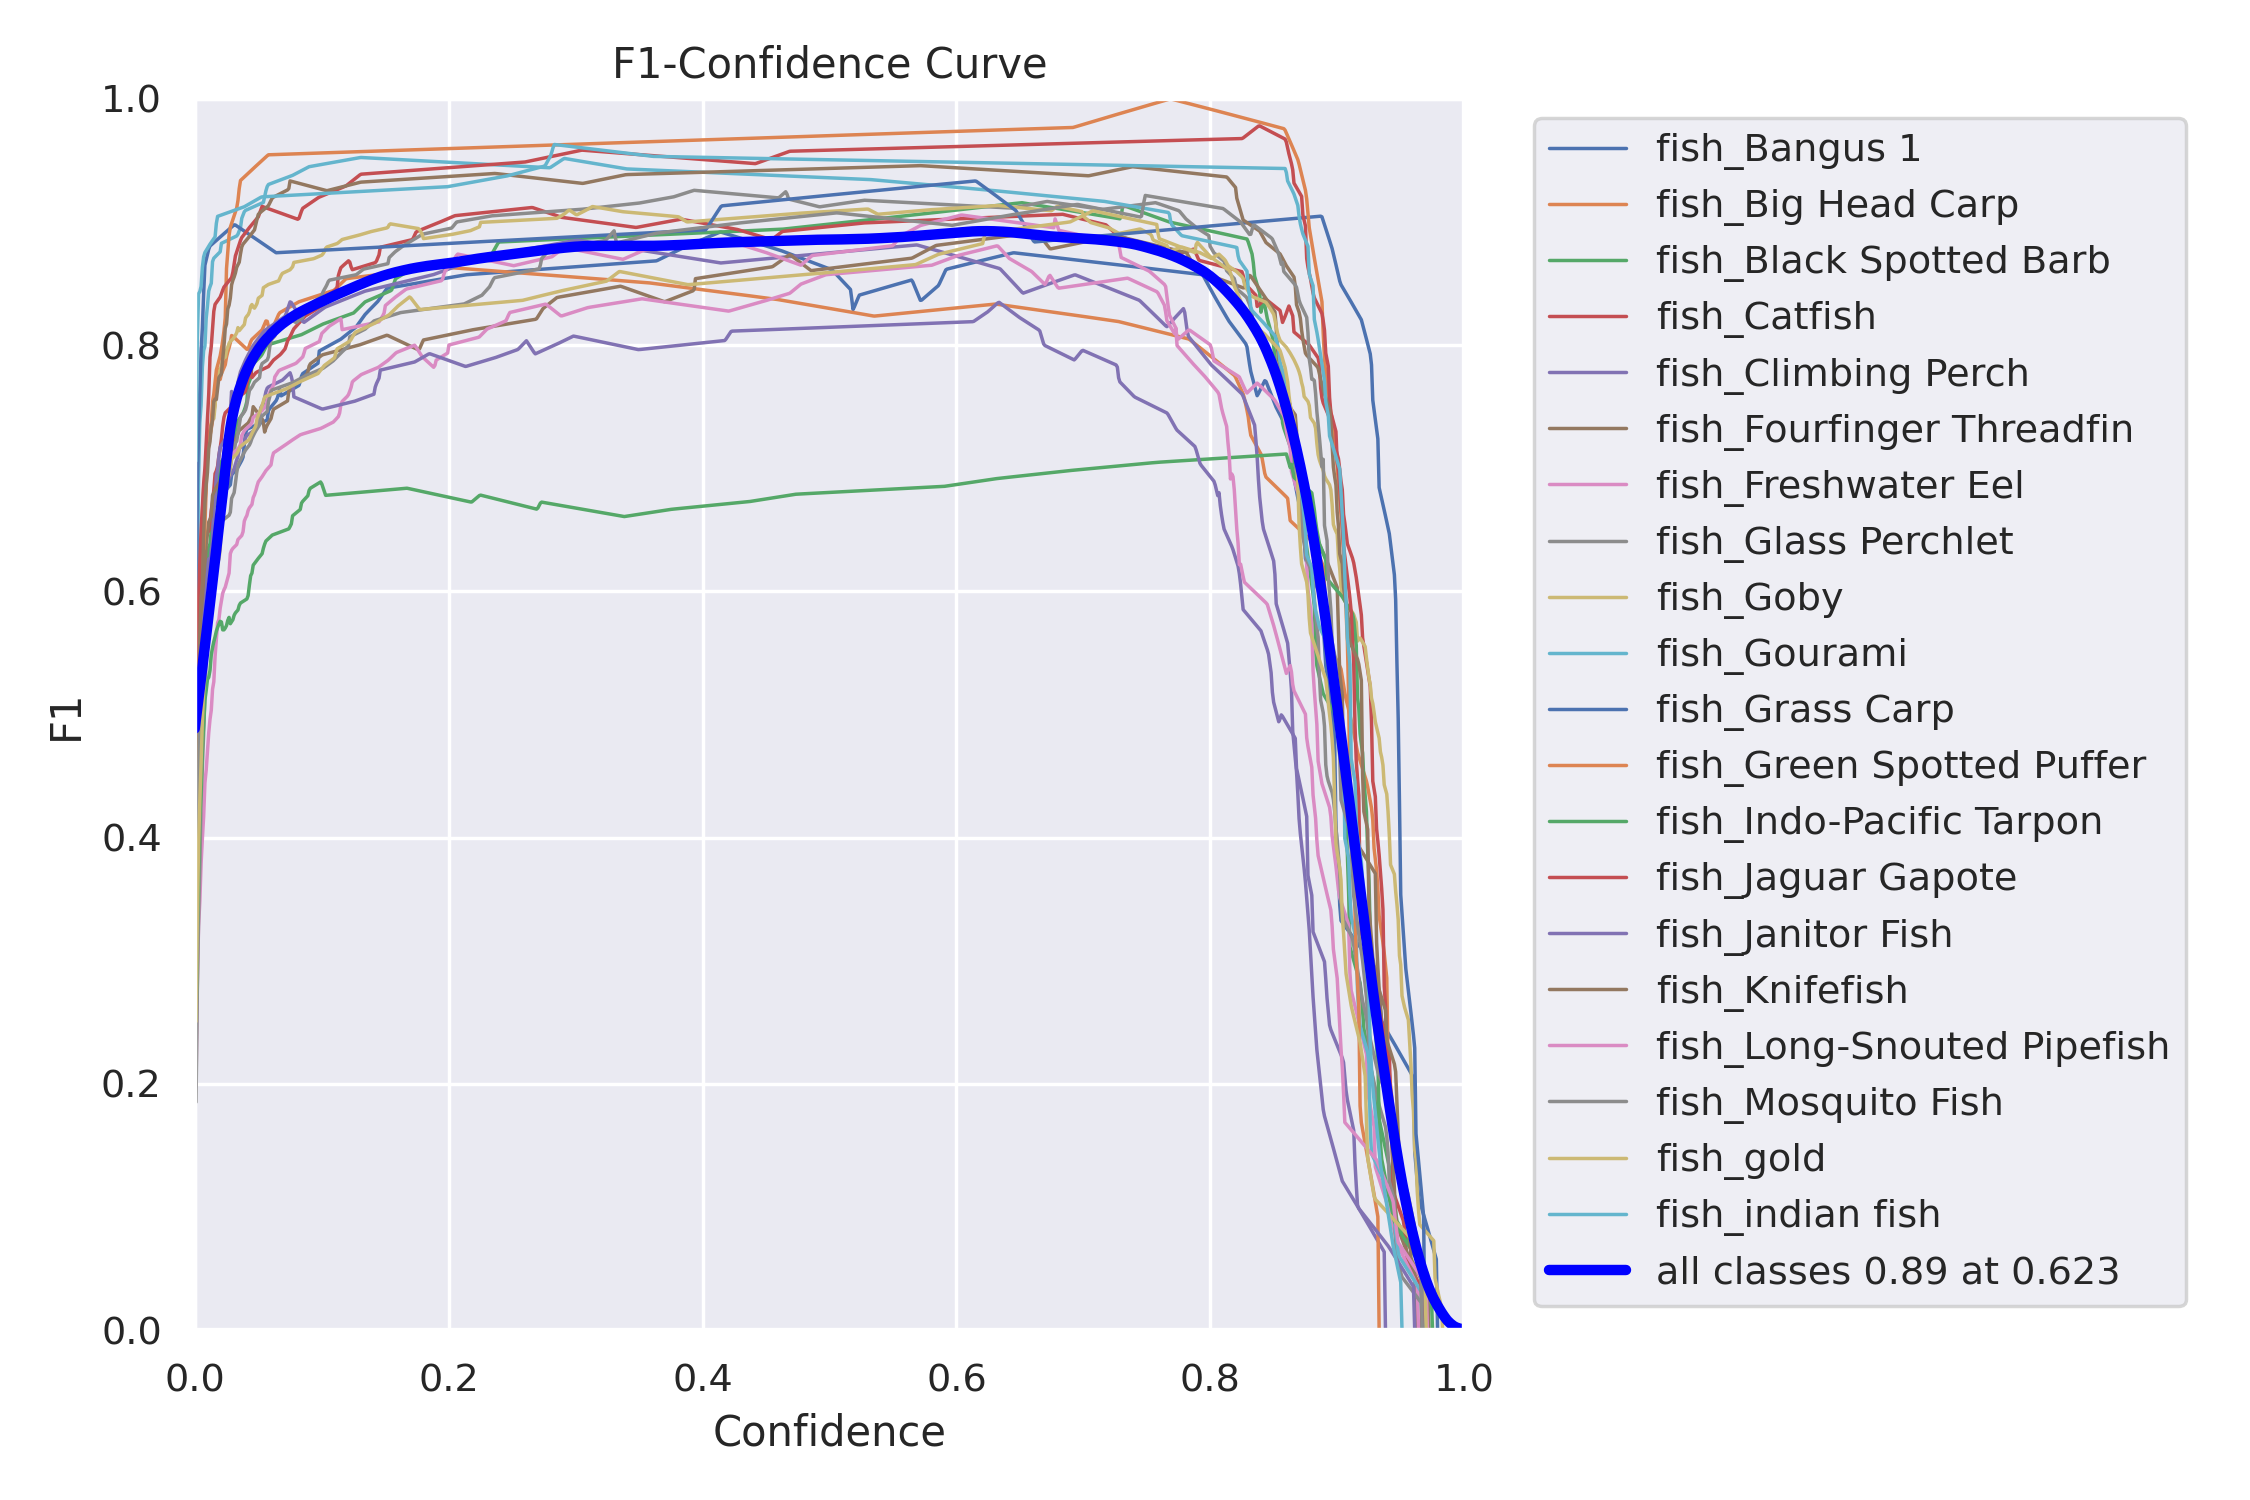 F1-Confidence Curve
1.0
0.8
0.6
0.4
0.2
0.0
F1
0.0 0.2 0.4 0.6 0.8 1.0
Confidence
fish_Bangus 1
fish_Big Head Carp
fish_Black Spotted Barb
fish_Catfish
fish_Climbing Perch
fish_Fourfinger Threadfin
fish_Freshwater Eel
fish_Glass Perchlet
fish_Goby
fish_Gourami
fish_Grass Carp
fish_Green Spotted Puffer
fish_Indo-Pacific Tarpon
fish_Jaguar Gapote
fish_Janitor Fish
fish_Knifefish
fish_Long-Snouted Pipefish
fish_Mosquito Fish
fish_gold
fish_indian fish
all classes 0.89 at 0.623